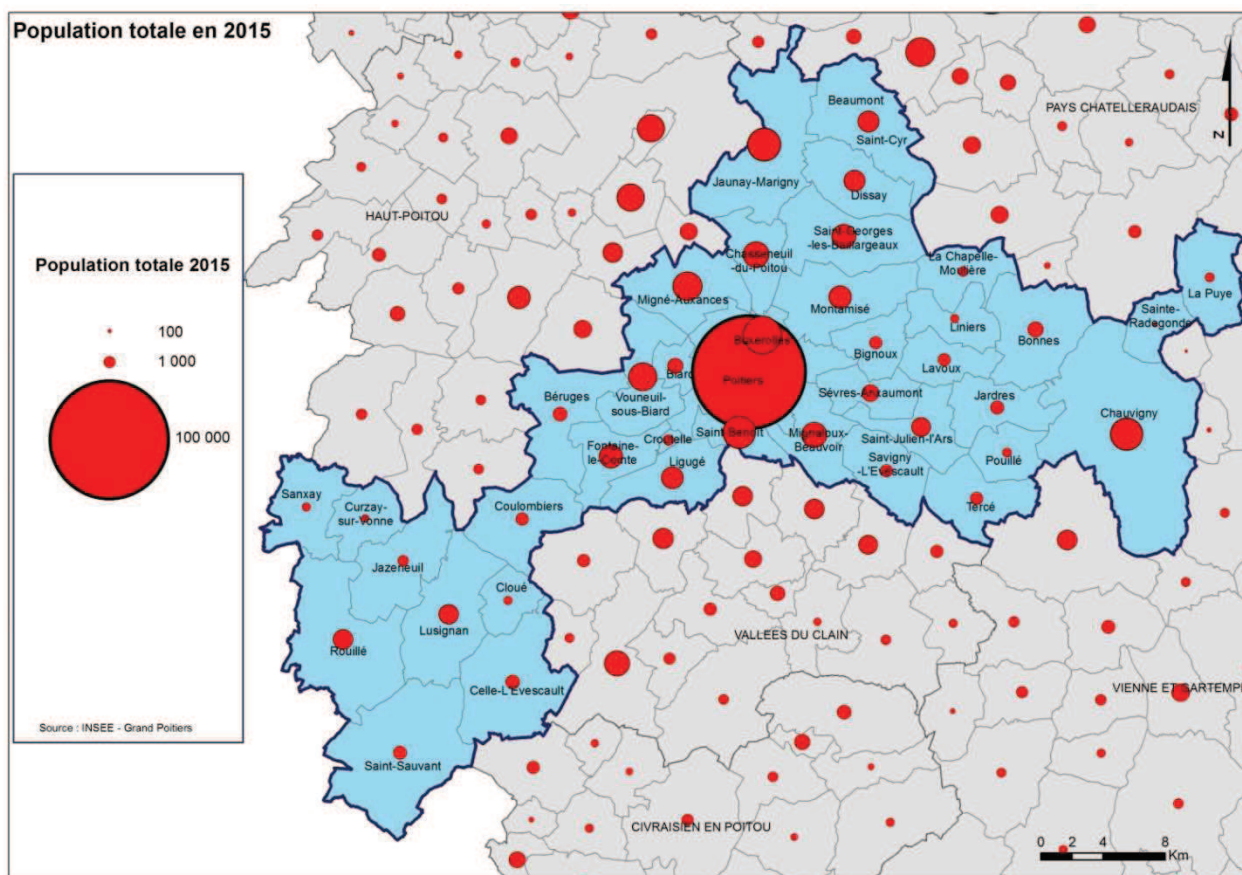 Population totale en 2015
Population totale 2015
100
1 000
100 000
Source : INSEE - Grand Poitiers
N
PAYS CHATELLERAUDAIS
HAUT-POITOU
VALLEES DU CLAIN
VIENNE ET GARTEMPE
CIVRAISIEN EN POITOU
Beaumont
Saint-Cyr
Jaunay-Marigny
Dissay
Saint-Georges
-les-Baillargeaux
Chasseneuil
-du-Poitou
La Chapelle-
Moulière
La Puye
Sainte-
Radegonde
Migné-Auxances
Montamisé
Liniers
Bonnes
Buxerolles
Bignoux
Lavoux
Biard
Poitiers
Vouneuil-
sous-Biard
Béruges
Sèvres-Anxaumont
Jardres
Chauvigny
Croutelle
Saint-Benoît
Mignaloux-
Beauvoir
Saint-Julien-l'Ars
Fontaine-
le-Comte
Ligugé
Savigny
-L'Evescault
Pouillé
Tercé
Sanxay
Curzay-
sur-Vonne
Coulombiers
Jazeneuil
Cloué
Lusignan
Rouillé
Celle-L'Evescault
Saint-Sauvant
0 2 4 8
Km